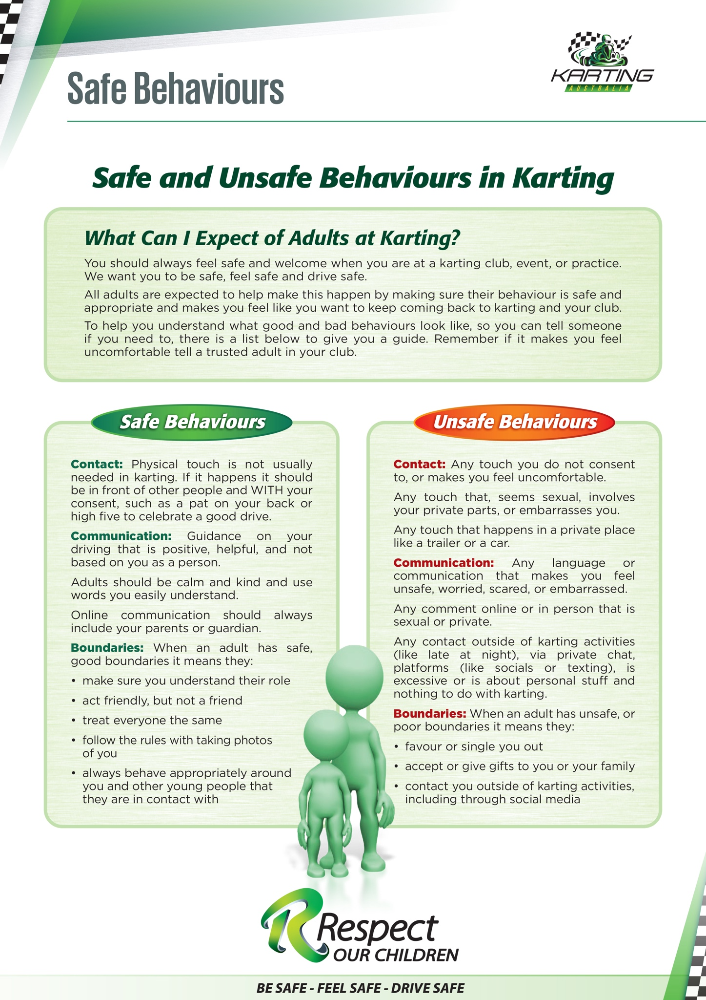 Safe Behaviours
KARTING
AUSTRALIA
Safe and Unsafe Behaviours in Karting
What Can I Expect of Adults at Karting?
You should always feel safe and welcome when you are at a karting club, event, or practice.
We want you to be safe, feel safe and drive safe.
All adults are expected to help make this happen by making sure their behaviour is safe and
appropriate and makes you feel like you want to keep coming back to karting and your club.
To help you understand what good and bad behaviours look like, so you can tell someone
if you need to, there is a list below to give you a guide. Remember if it makes you feel
uncomfortable tell a trusted adult in your club.
Safe Behaviours
Contact: Physical touch is not usually
needed in karting. If it happens it should
be in front of other people and WITH your
consent, such as a pat on your back or
high five to celebrate a good drive.
Communication: Guidance on your
driving that is positive, helpful, and not
based on you as a person.
Adults should be calm and kind and use
words you easily understand.
Online communication should always
include your parents or guardian.
Boundaries: When an adult has safe,
good boundaries it means they:
• make sure you understand their role
• act friendly, but not a friend
• treat everyone the same
• follow the rules with taking photos
of you
• always behave appropriately around
you and other young people that
they are in contact with
Unsafe Behaviours
Contact: Any touch you do not consent
to, or makes you feel uncomfortable.
Any touch that, seems sexual, involves
your private parts, or embarrasses you.
Any touch that happens in a private place
like a trailer or a car.
Communication: Any language or
communication that makes you feel
unsafe, worried, scared, or embarrassed.
Any comment online or in person that is
sexual or private.
Any contact outside of karting activities
(like late at night), via private chat,
platforms (like socials or texting), is
excessive or is about personal stuff and
nothing to do with karting.
Boundaries: When an adult has unsafe, or
poor boundaries it means they:
• favour or single you out
• accept or give gifts to you or your family
• contact you outside of karting activities,
including through social media
R Respect
OUR CHILDREN
BE SAFE - FEEL SAFE - DRIVE SAFE